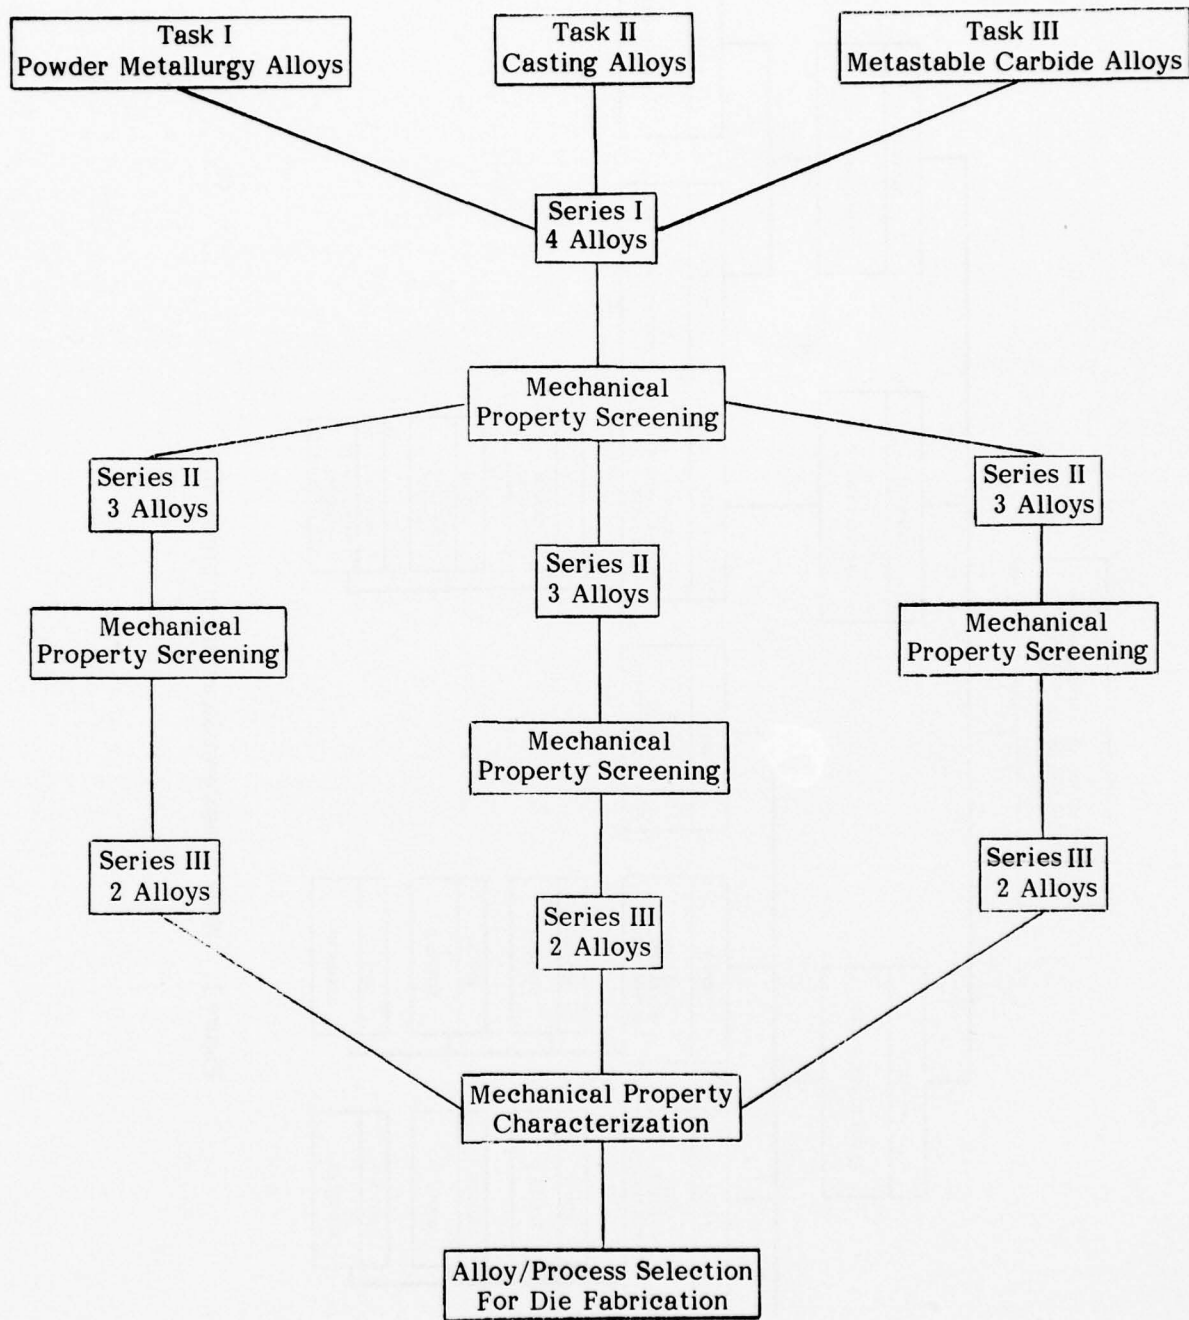 Task I
Powder Metallurgy Alloys
Task II
Casting Alloys
Task III
Metastable Carbide Alloys
Series I
4 Alloys
Mechanical
Property Screening
Series II
3 Alloys
Series II
3 Alloys
Series II
3 Alloys
Mechanical
Property Screening
Mechanical
Property Screening
Mechanical
Property Screening
Series III
2 Alloys
Series III
2 Alloys
Series III
2 Alloys
Mechanical Property
Characterization
Alloy/Process Selection
For Die Fabrication